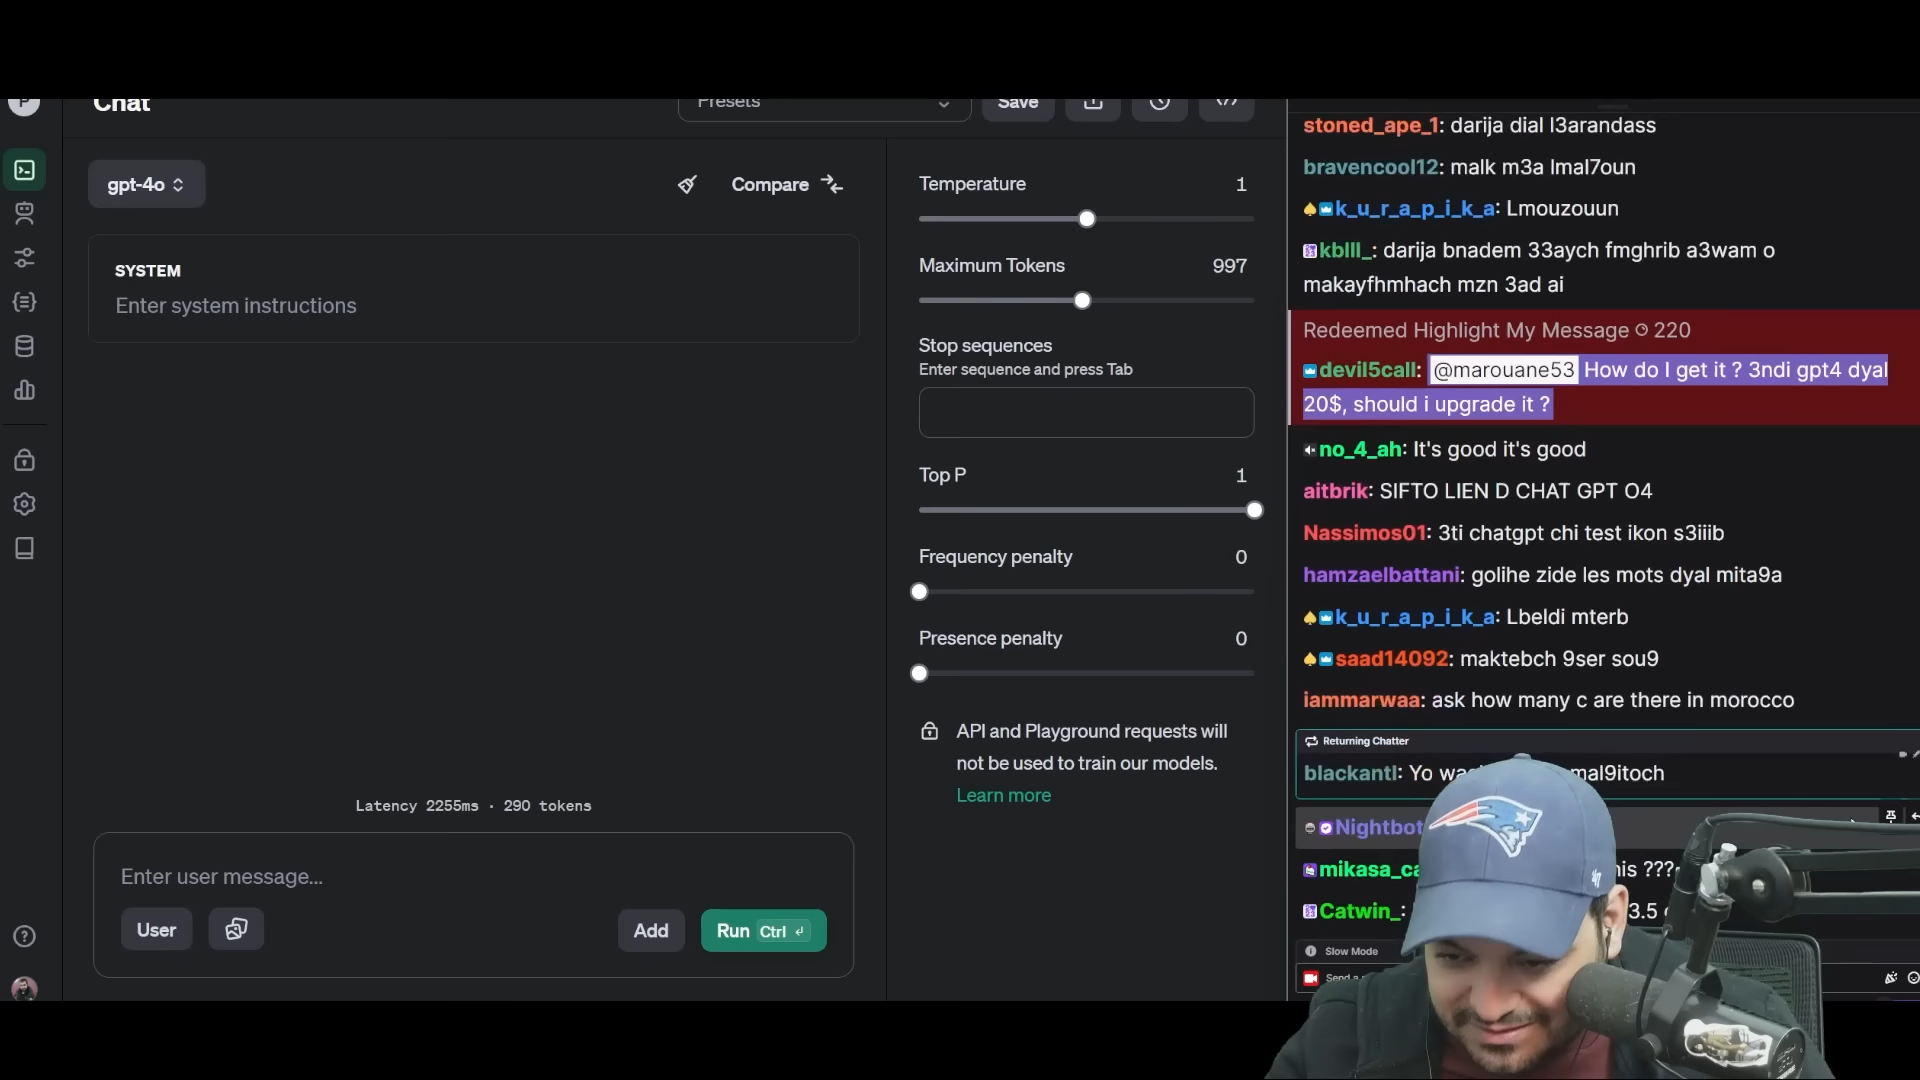 Chat
Presets
Save
gpt-4o
Compare
SYSTEM
Enter system instructions
Latency 2255ms · 290 tokens
Enter user message...
User
Add
Run Ctrl ↵
Temperature 1
Maximum Tokens 997
Stop sequences
Enter sequence and press Tab
Top P 1
Frequency penalty 0
Presence penalty 0
API and Playground requests will
not be used to train our models.
Learn more
stoned_ape_1: darija dial l3arandass
bravencool12: malk m3a lmal7oun
k_u_r_a_p_i_k_a: Lmouzouun
kblll_: darija bnadem 33aych fmghrib a3wam o
makayfhmhach mzn 3ad ai
Redeemed Highlight My Message 220
devil5call: @marouane53 How do I get it ? 3ndi gpt4 dyal
20$, should i upgrade it ?
no_4_ah: It's good it's good
aitbrik: SIFTO LIEN D CHAT GPT O4
Nassimos01: 3ti chatgpt chi test ikon s3iiib
hamzaelbattani: golihe zide les mots dyal mita9a
k_u_r_a_p_i_k_a: Lbeldi mterb
saad14092: maktebch 9ser sou9
iammarwaa: ask how many c are there in morocco
Returning Chatter
blackantl: Yo mal9itoch
Nightbot
???
Catwin_: 3.5
Slow Mode
Send a
'47